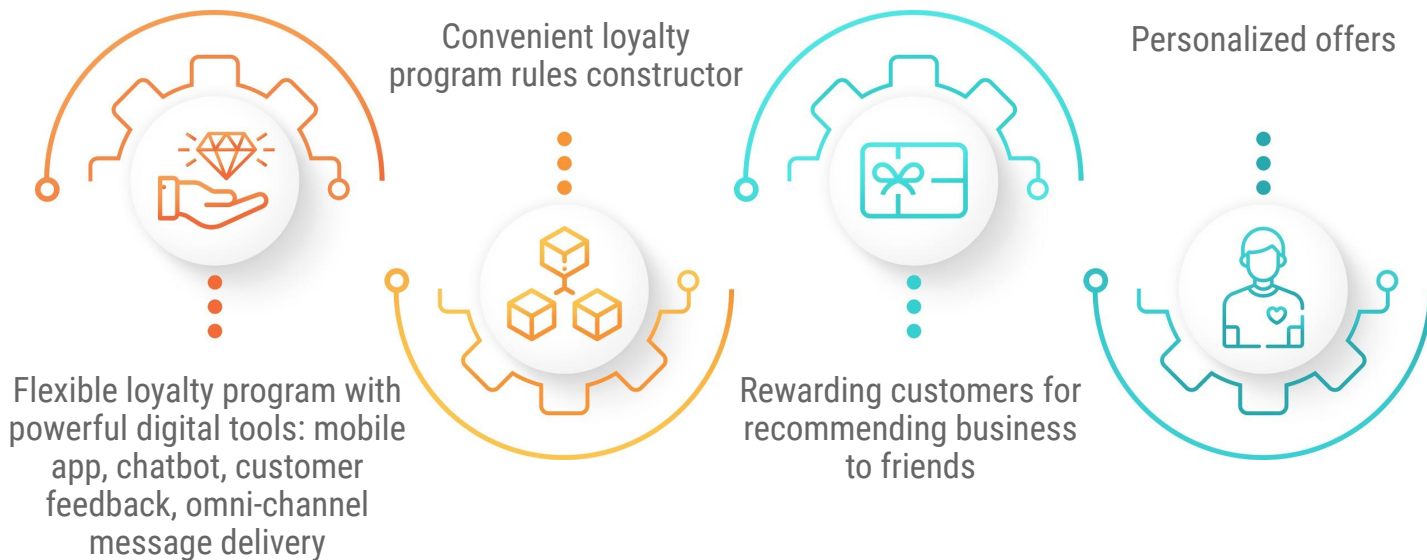 Flexible loyalty program with
powerful digital tools: mobile
app, chatbot, customer
feedback, omni-channel
message delivery
Convenient loyalty
program rules constructor
Rewarding customers for
recommending business
to friends
Personalized offers